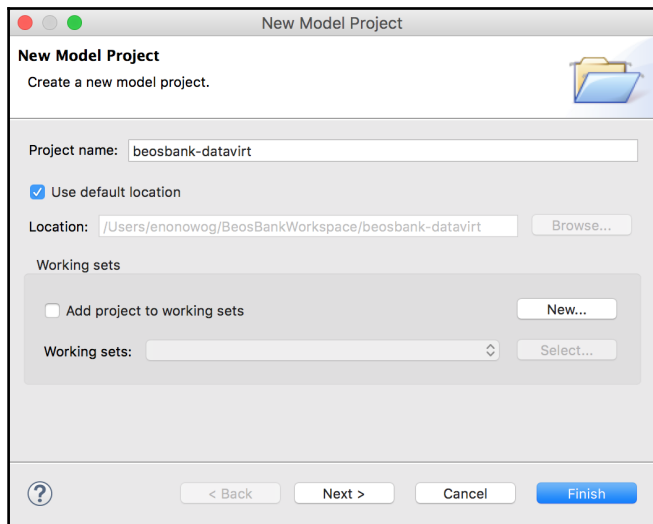 New Model Project
New Model Project
Create a new model project.
Project name: beosbank-datavirt
Use default location
Location: /Users/enonowog/BeosBankWorkspace/beosbank-datavirt Browse...
Working sets
Add project to working sets New...
Working sets: Select...
? < Back Next > Cancel Finish